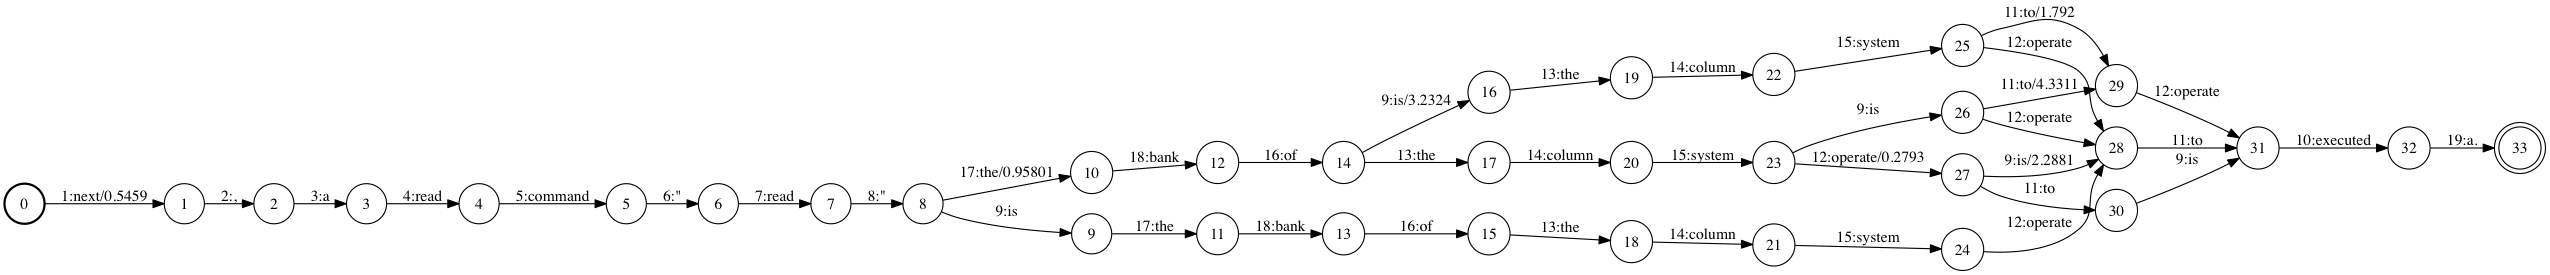 0
1:next/0.5459
1
2:,
2
3:a
3
4:read
4
5:command
5
6:"
6
7:read
7
8:"
8
17:the/0.95801
10
18:bank
12
16:of
14
9:is/3.2324
16
13:the
19
14:column
22
15:system
25
11:to/1.792
12:operate
29
12:operate
13:the
17
14:column
20
15:system
23
9:is
26
11:to/4.3311
12:operate
28
11:to
12:operate/0.2793
27
9:is/2.2881
11:to
30
9:is
31
10:executed
32
19:a.
33
9:is
9
17:the
11
18:bank
13
16:of
15
13:the
18
14:column
21
15:system
24
12:operate